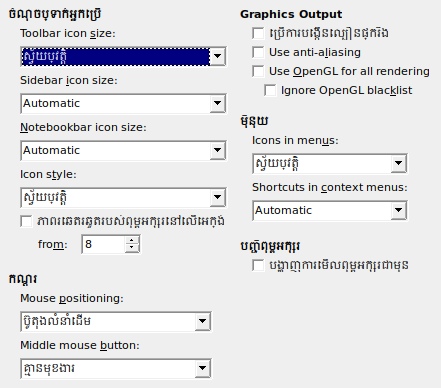 ចំណុចប្រទាក់អ្នកប្រើ
Toolbar icon size:
ស្វ័យប្រវត្តិ
Sidebar icon size:
Automatic
Notebookbar icon size:
Automatic
Icon style:
ស្វ័យប្រវត្តិ
ភាពរឆេតរឆូតរបស់ពុម្ពអក្សរនៅលើអេក្រង់
from:
8
កណ្ដុរ
Mouse positioning:
ប៊ូតុងលំនាំដើម
Middle mouse button:
គ្មានមុខងារ
Graphics Output
ប្រើការបង្កើនល្បឿនផ្នែករឹង
Use anti-aliasing
Use OpenGL for all rendering
Ignore OpenGL blacklist
ម៉ឺនុយ
Icons in menus:
ស្វ័យប្រវត្តិ
Shortcuts in context menus:
Automatic
បញ្ជីពុម្ពអក្សរ
បង្ហាញការមើលពុម្ពអក្សរជាមុន